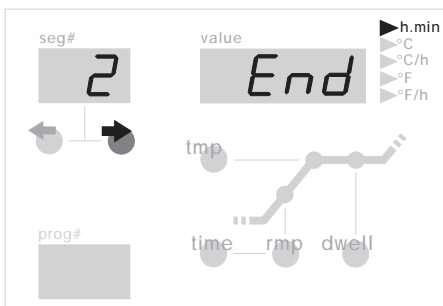 seg#
value
h.min
°C
°C/h
°F
°F/h
2
End
tmp
prog#
time
rmp
dwell